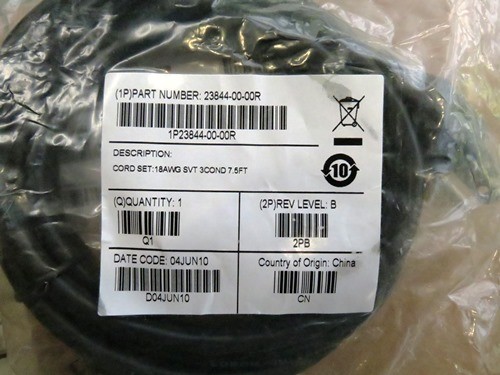 (1P)PART NUMBER: 23844-00-00R
1P23844-00-00R
DESCRIPTION:
CORD SET:18AWG SVT 3COND 7.5FT
10
(Q)QUANTITY: 1
Q1
(2P)REV LEVEL: B
2PB
DATE CODE: 04JUN10
D04JUN10
Country of Origin: China
CN